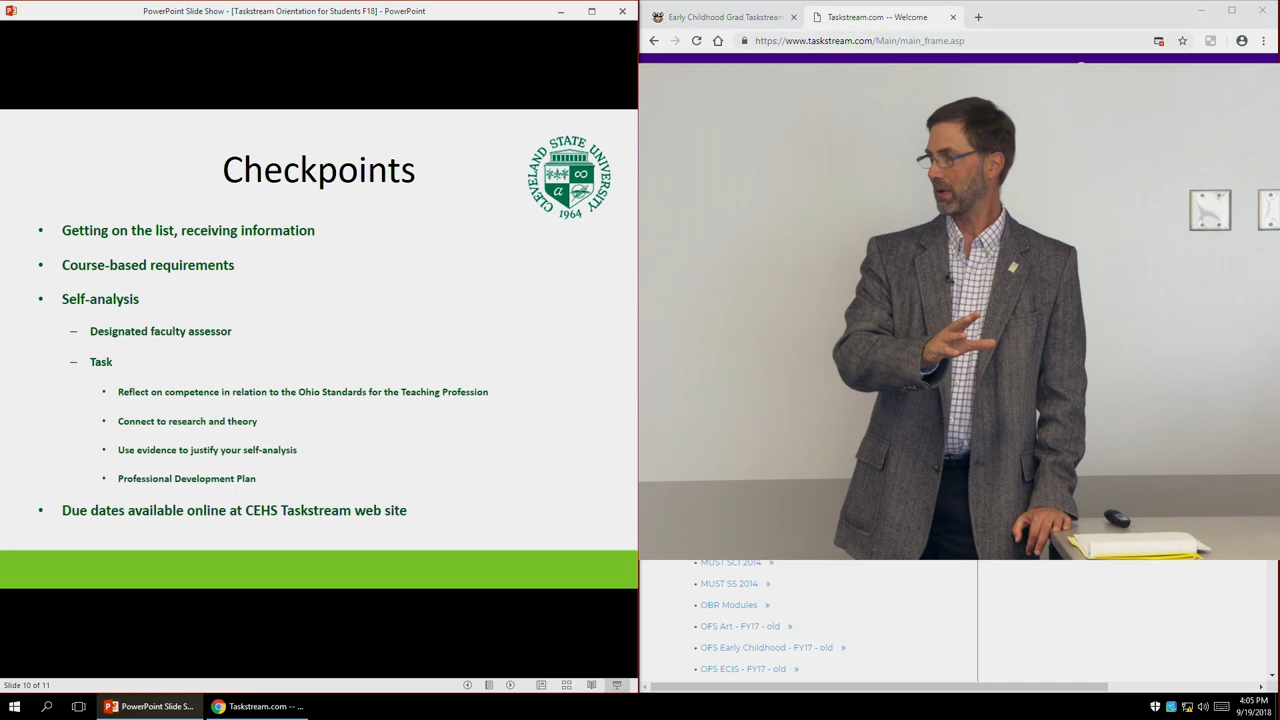 PowerPoint Slide Show - [Taskstream Orientation for Students F18] - PowerPoint
Checkpoints
CLEVELAND STATE UNIVERSITY
1964
• Getting on the list, receiving information
• Course-based requirements
• Self-analysis
– Designated faculty assessor
– Task
• Reflect on competence in relation to the Ohio Standards for the Teaching Profession
• Connect to research and theory
• Use evidence to justify your self-analysis
• Professional Development Plan
• Due dates available online at CEHS Taskstream web site
Slide 10 of 11
Early Childhood Grad Taskstream
Taskstream.com -- Welcome
https://www.taskstream.com/Main/main_frame.asp
• MUST SCI 2014 »
• MUST SS 2014 »
• OBR Modules »
• OFS Art - FY17 - old »
• OFS Early Childhood - FY17 - old »
• OFS ECIS - FY17 - old »
PowerPoint Slide S...
Taskstream.com -- ...
4:05 PM
9/19/2018